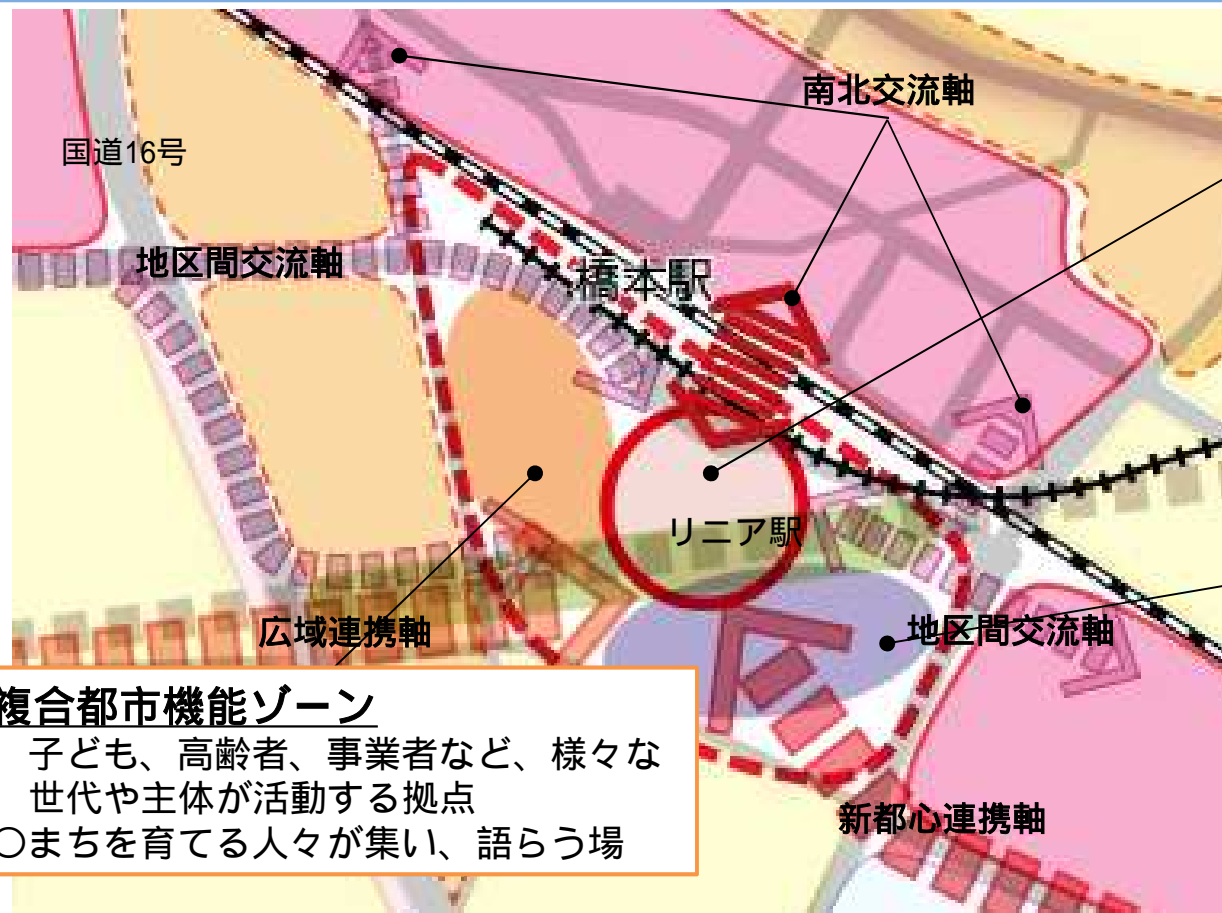 南北交流軸
国道16号
地区間交流軸
橋本駅
リニア駅
広域連携軸
地区間交流軸
複合都市機能ゾーン
子ども、高齢者、事業者など、様々な
世代や主体が活動する拠点
○まちを育てる人々が集い、語らう場
新都心連携軸